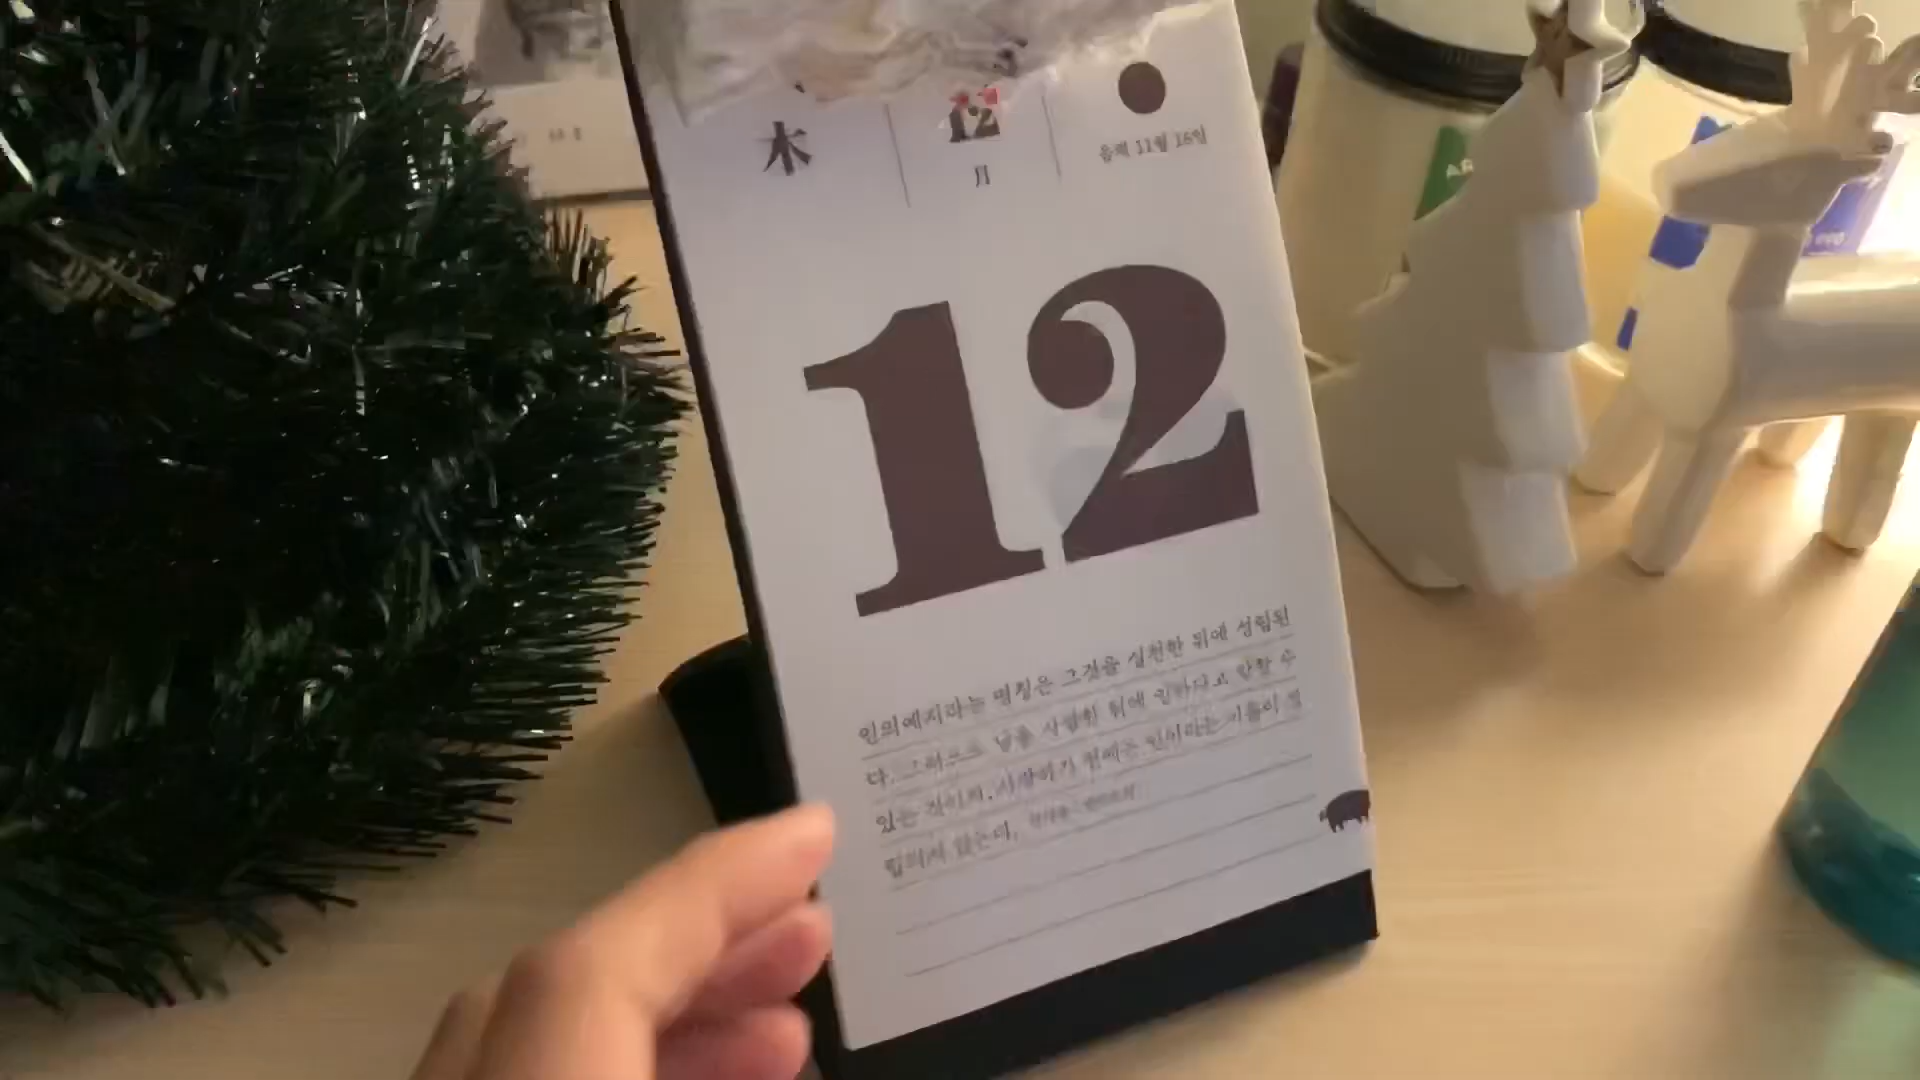 木
12
月
음력 11월 16일
12
인의예지라는 명칭은 그것을 실천한 뒤에 성립된
다. 그러므로 남을 사랑한 뒤에 인하다고 말할 수
있는 것이지, 사랑하기 전에는 인이라는 이름이 성
립되지 않는데,